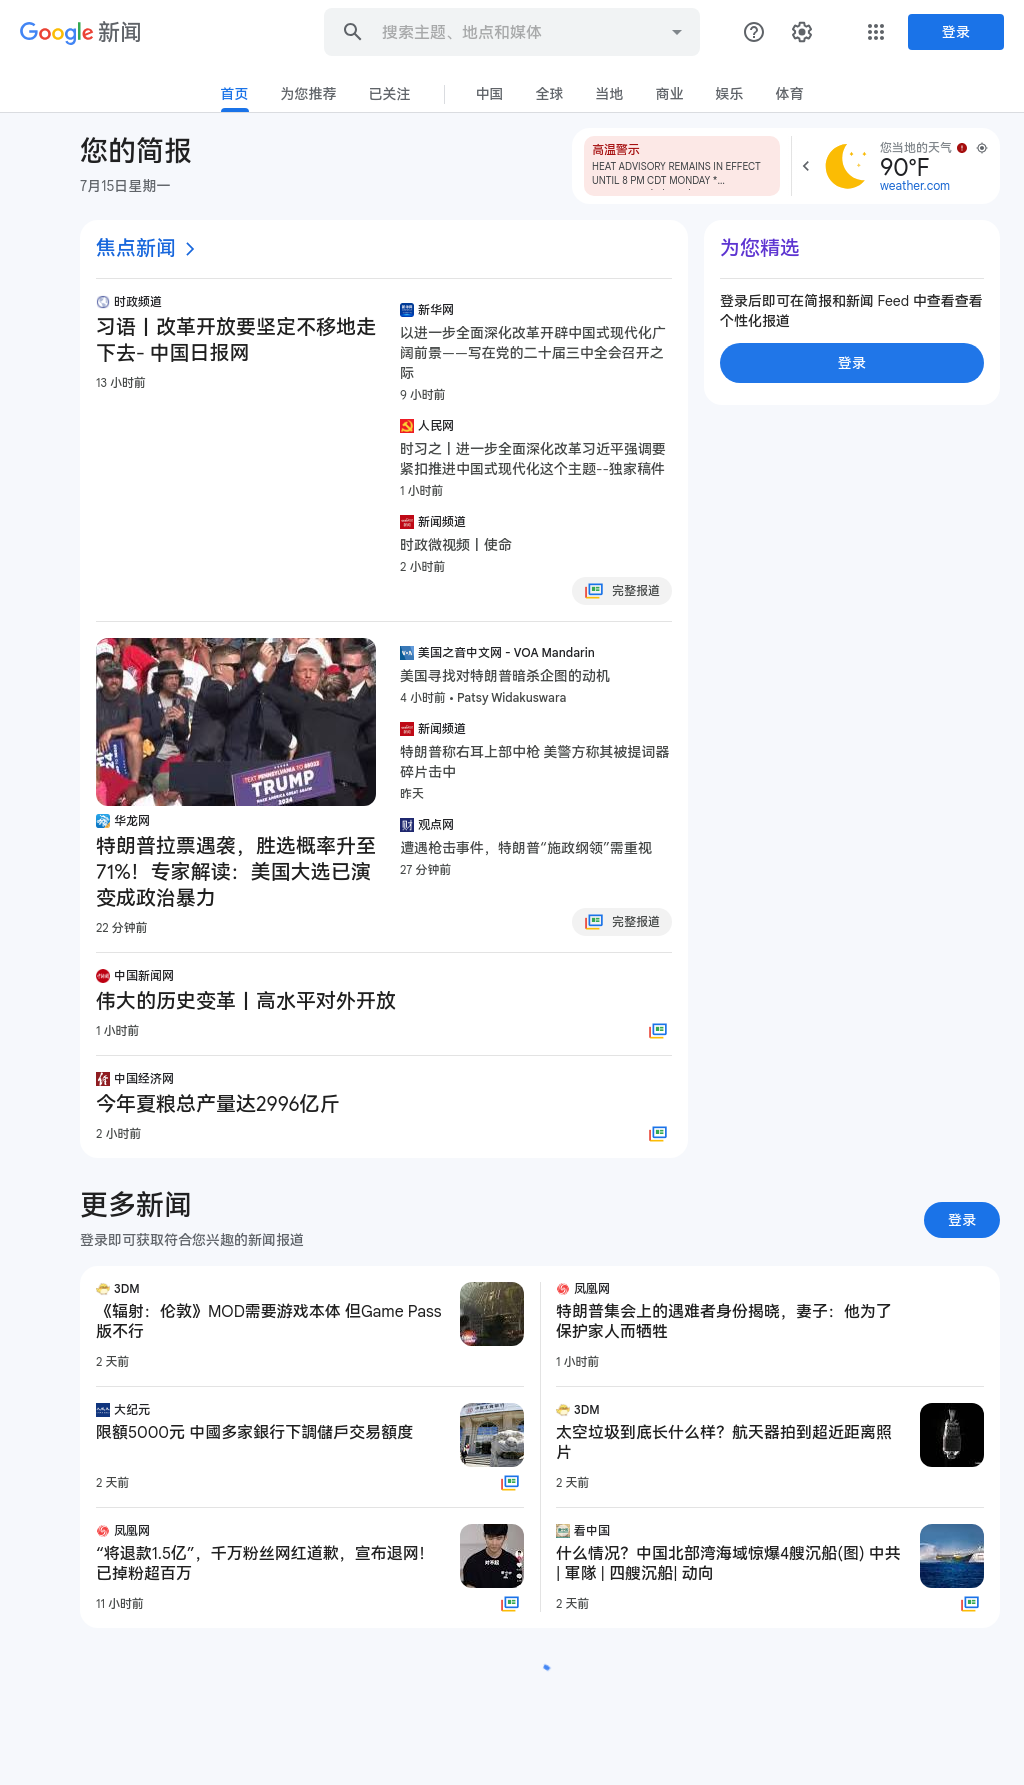 Google 新闻
搜索主题、地点和媒体
登录
首页
为您推荐
已关注
中国
全球
当地
商业
娱乐
体育
您的简报
7月15日星期一
高温警示
HEAT ADVISORY REMAINS IN EFFECT
UNTIL 8 PM CDT MONDAY *...
您当地的天气
90°F
weather.com
焦点新闻
时政频道
习语丨改革开放要坚定不移地走
下去- 中国日报网
13 小时前
新华网
以进一步全面深化改革开辟中国式现代化广
阔前景——写在党的二十届三中全会召开之
际
9 小时前
人民网
时习之丨进一步全面深化改革习近平强调要
紧扣推进中国式现代化这个主题--独家稿件
1 小时前
新闻频道
时政微视频丨使命
2 小时前
完整报道
为您精选
登录后即可在简报和新闻 Feed 中查看查看
个性化报道
登录
TEXT PENNSYLVANIA TO 88022
TRUMP
MAKE AMERICA GREAT AGAIN!
2024
华龙网
特朗普拉票遇袭，胜选概率升至
71%！专家解读：美国大选已演
变成政治暴力
22 分钟前
美国之音中文网 - VOA Mandarin
美国寻找对特朗普暗杀企图的动机
4 小时前 • Patsy Widakuswara
新闻频道
特朗普称右耳上部中枪 美警方称其被提词器
碎片击中
昨天
观点网
遭遇枪击事件，特朗普“施政纲领”需重视
27 分钟前
完整报道
中国新闻网
伟大的历史变革丨高水平对外开放
1 小时前
中国经济网
今年夏粮总产量达2996亿斤
2 小时前
更多新闻
登录即可获取符合您兴趣的新闻报道
登录
3DM
《辐射：伦敦》MOD需要游戏本体 但Game Pass
版不行
2 天前
凤凰网
特朗普集会上的遇难者身份揭晓，妻子：他为了
保护家人而牺牲
1 小时前
大纪元
限額5000元 中國多家銀行下調儲戶交易額度
2 天前
3DM
太空垃圾到底长什么样？航天器拍到超近距离照
片
2 天前
凤凰网
“将退款1.5亿”，千万粉丝网红道歉，宣布退网！
已掉粉超百万
11 小时前
对不起
看中国
什么情况？中国北部湾海域惊爆4艘沉船(图) 中共
| 軍隊 | 四艘沉船| 动向
2 天前